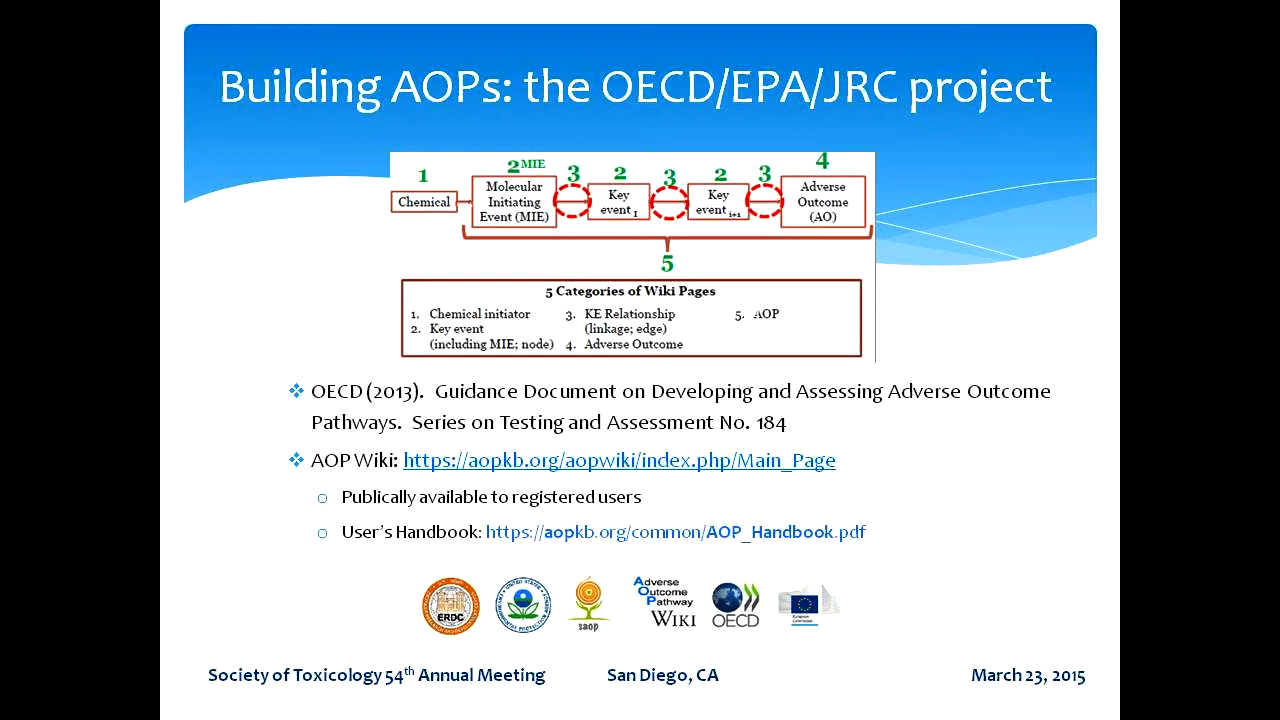 Building AOPs: the OECD/EPA/JRC project
1 2MIE 3 2 3 2 3 4
Chemical
Molecular
Initiating
Event (MIE)
Key
event I
Key
event i+1
Adverse
Outcome
(AO)
5
5 Categories of Wiki Pages
1. Chemical initiator
2. Key event
(including MIE; node)
3. KE Relationship
(linkage; edge)
4. Adverse Outcome
5. AOP
❖ OECD (2013). Guidance Document on Developing and Assessing Adverse Outcome
Pathways. Series on Testing and Assessment No. 184
❖ AOP Wiki: https://aopkb.org/aopwiki/index.php/Main_Page
o Publically available to registered users
o User's Handbook: https://aopkb.org/common/AOP_Handbook.pdf
ERDC
saop
Adverse
Outcome
Pathway
WIKI
OECD
European
Commission
Society of Toxicology 54th Annual Meeting San Diego, CA March 23, 2015